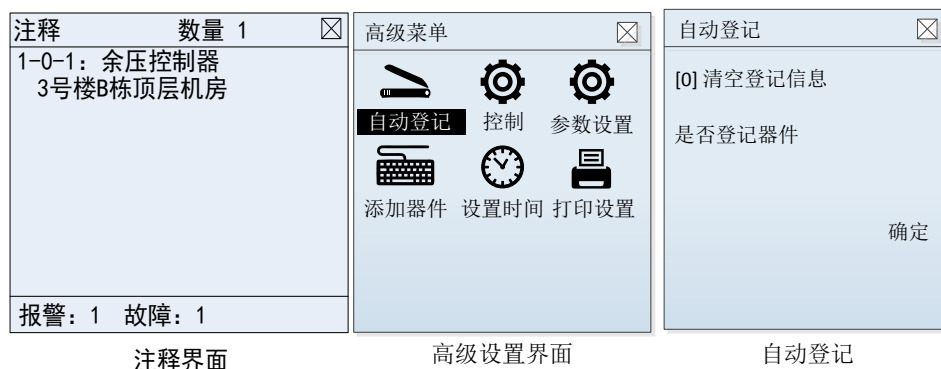 注释 数量 1
1-0-1: 余压控制器
3号楼B栋顶层机房
报警: 1 故障: 1
注释界面
高级菜单
自动登记 控制 参数设置
添加器件 设置时间 打印设置
高级设置界面
自动登记
[0] 清空登记信息
是否登记器件
确定
自动登记